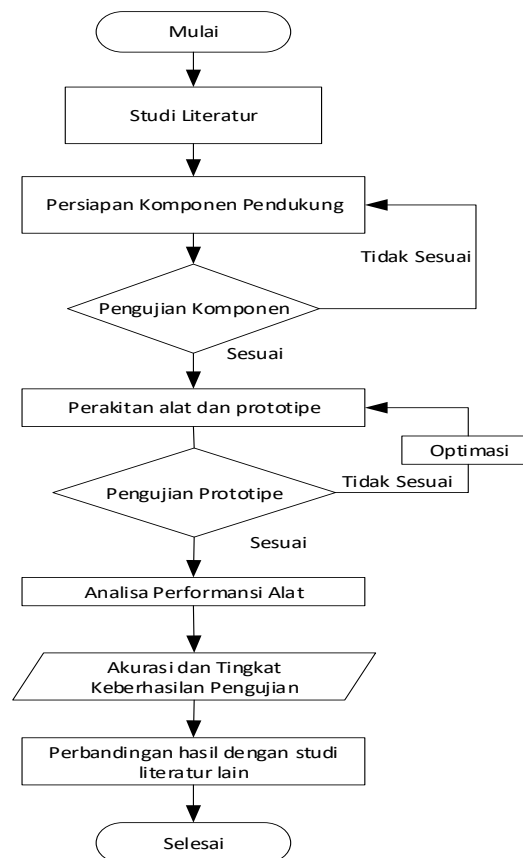 Mulai
Studi Literatur
Persiapan Komponen Pendukung
Tidak Sesuai
Pengujian Komponen
Sesuai
Perakitan alat dan prototipe
Optimasi
Pengujian Prototipe
Tidak Sesuai
Sesuai
Analisa Performansi Alat
Akurasi dan Tingkat
Keberhasilan Pengujian
Perbandingan hasil dengan studi
literatur lain
Selesai